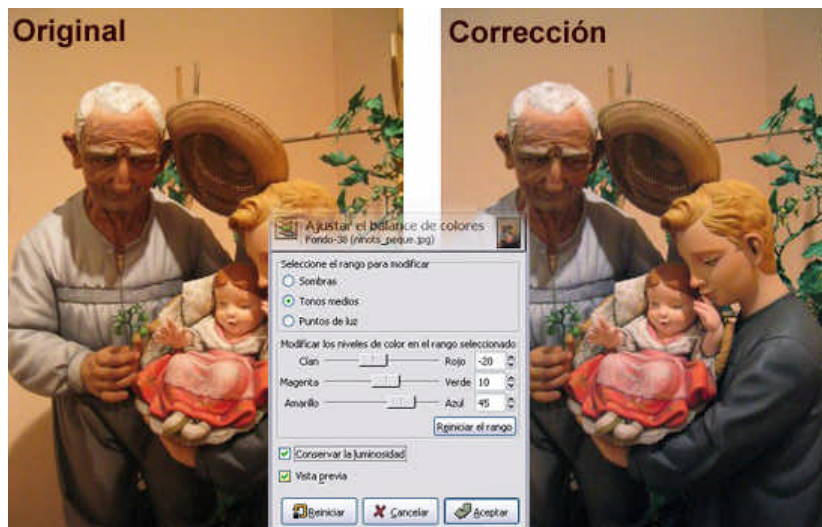 Original
Corrección
Ajustar el balance de colores
Fondo-38 (ninots_peque.jpg)
Seleccione el rango para modificar
Sombras
Tonos medios
Puntos de luz
Modificar los niveles de color en el rango seleccionado
Cian Rojo -20
Magenta Verde 10
Amarillo Azul 45
Reiniciar el rango
Conservar la luminosidad
Vista previa
Reiniciar Cancelar Aceptar